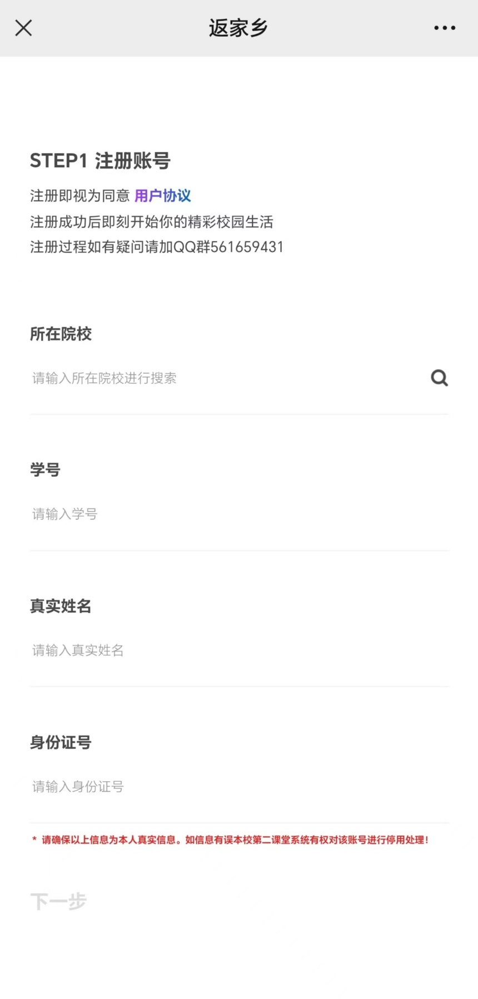 返家乡
STEP1 注册账号
注册即视为同意 用户协议
注册成功后即刻开始你的精彩校园生活
注册过程如有疑问请加QQ群561659431
所在院校
请输入所在院校进行搜索
学号
请输入学号
真实姓名
请输入真实姓名
身份证号
请输入身份证号
* 请确保以上信息为本人真实信息。如信息有误本校第二课堂系统有权对该账号进行停用处理！
下一步